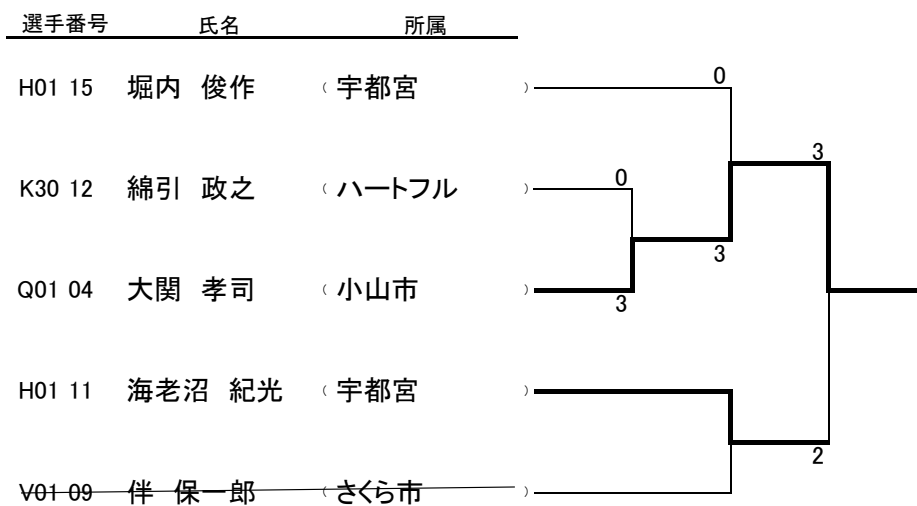 選手番号 氏名 所属
H01 15 堀内 俊作 (宇都宮) 0
3
K30 12 綿引 政之 (ハートフル) 0
3
Q01 04 大関 孝司 (小山市) 3
H01 11 海老沼 紀光 (宇都宮)
2
V01 09 伴 保一郎 (さくら市)